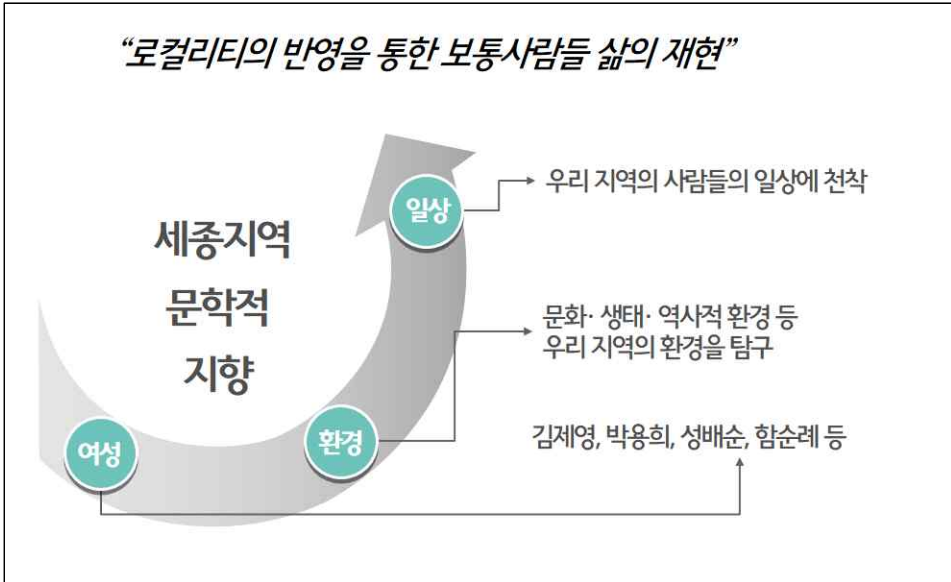 “로컬리티의 반영을 통한 보통사람들 삶의 재현”
세종지역
문학적
지향
일상
우리 지역의 사람들의 일상에 천착
환경
문화· 생태· 역사적 환경 등
우리 지역의 환경을 탐구
여성
김제영, 박용희, 성배순, 함순례 등